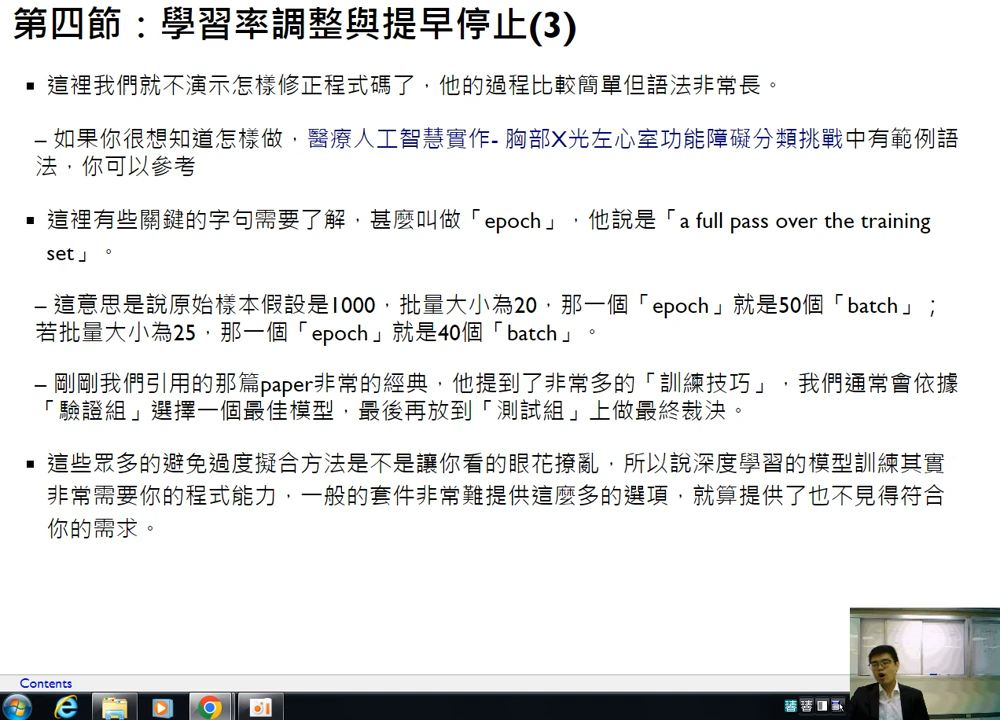 第四節：學習率調整與提早停止(3)
▪ 這裡我們就不演示怎樣修正程式碼了，他的過程比較簡單但語法非常長。
– 如果你很想知道怎樣做，醫療人工智慧實作- 胸部X光左心室功能障礙分類挑戰中有範例語
法，你可以參考
▪ 這裡有些關鍵的字句需要了解，甚麼叫做「epoch」，他說是「a full pass over the training
set」。
– 這意思是說原始樣本假設是1000，批量大小為20，那一個「epoch」就是50個「batch」；
若批量大小為25，那一個「epoch」就是40個「batch」。
– 剛剛我們引用的那篇paper非常的經典，他提到了非常多的「訓練技巧」，我們通常會依據
「驗證組」選擇一個最佳模型，最後再放到「測試組」上做最終裁決。
▪ 這些眾多的避免過度擬合方法是不是讓你看的眼花撩亂，所以說深度學習的模型訓練其實
非常需要你的程式能力，一般的套件非常難提供這麼多的選項，就算提供了也不見得符合
你的需求。
Contents